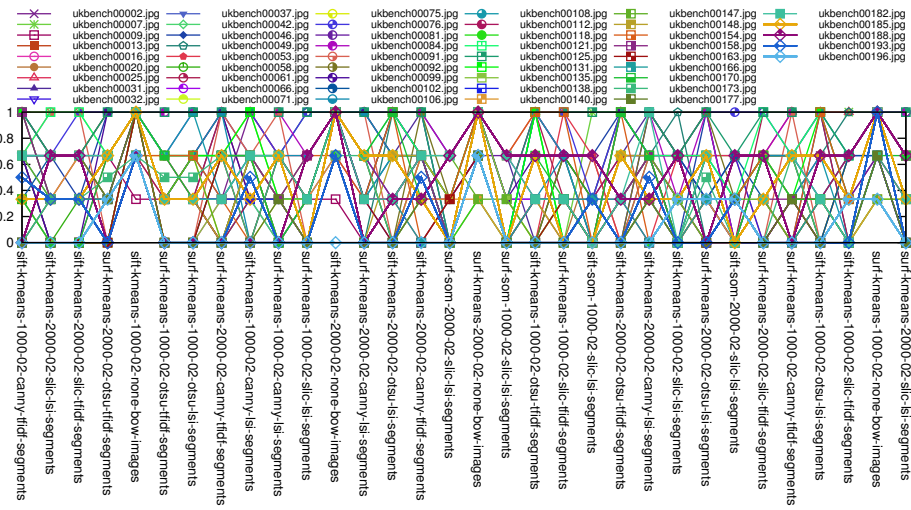 ukbench00002.jpg
ukbench00007.jpg
ukbench00009.jpg
ukbench00013.jpg
ukbench00016.jpg
ukbench00020.jpg
ukbench00025.jpg
ukbench00031.jpg
ukbench00032.jpg
ukbench00037.jpg
ukbench00042.jpg
ukbench00046.jpg
ukbench00049.jpg
ukbench00053.jpg
ukbench00058.jpg
ukbench00061.jpg
ukbench00066.jpg
ukbench00071.jpg
ukbench00075.jpg
ukbench00076.jpg
ukbench00081.jpg
ukbench00084.jpg
ukbench00091.jpg
ukbench00092.jpg
ukbench00099.jpg
ukbench00102.jpg
ukbench00106.jpg
ukbench00108.jpg
ukbench00112.jpg
ukbench00118.jpg
ukbench00121.jpg
ukbench00125.jpg
ukbench00131.jpg
ukbench00135.jpg
ukbench00138.jpg
ukbench00140.jpg
ukbench00147.jpg
ukbench00148.jpg
ukbench00154.jpg
ukbench00158.jpg
ukbench00163.jpg
ukbench00166.jpg
ukbench00170.jpg
ukbench00173.jpg
ukbench00177.jpg
ukbench00182.jpg
ukbench00185.jpg
ukbench00188.jpg
ukbench00193.jpg
ukbench00196.jpg
1
0.8
0.6
0.4
0.2
0
sift-kmeans-1000-02-canny-tfidf-segments
sift-kmeans-2000-02-slic-lsi-segments
sift-kmeans-2000-02-slic-tfidf-segments
surf-kmeans-2000-02-otsu-tfidf-segments
sift-kmeans-1000-02-none-bow-images
surf-kmeans-1000-02-otsu-tfidf-segments
surf-kmeans-1000-02-otsu-lsi-segments
surf-kmeans-2000-02-canny-tfidf-segments
sift-kmeans-1000-02-canny-lsi-segments
surf-kmeans-1000-02-canny-lsi-segments
surf-kmeans-1000-02-slic-lsi-segments
sift-kmeans-2000-02-none-bow-images
surf-kmeans-2000-02-canny-lsi-segments
sift-kmeans-2000-02-otsu-lsi-segments
sift-kmeans-2000-02-canny-tfidf-segments
surf-som-2000-02-slic-lsi-segments
surf-kmeans-2000-02-none-bow-images
surf-som-1000-02-slic-lsi-segments
sift-kmeans-1000-02-otsu-tfidf-segments
surf-kmeans-1000-02-slic-tfidf-segments
sift-som-1000-02-slic-lsi-segments
sift-kmeans-2000-02-otsu-tfidf-segments
sift-kmeans-2000-02-canny-lsi-segments
sift-kmeans-1000-02-slic-lsi-segments
surf-kmeans-2000-02-otsu-lsi-segments
sift-som-2000-02-slic-lsi-segments
surf-kmeans-2000-02-slic-tfidf-segments
surf-kmeans-1000-02-canny-tfidf-segments
sift-kmeans-1000-02-otsu-lsi-segments
sift-kmeans-1000-02-slic-tfidf-segments
surf-kmeans-1000-02-none-bow-images
surf-kmeans-2000-02-slic-lsi-segments